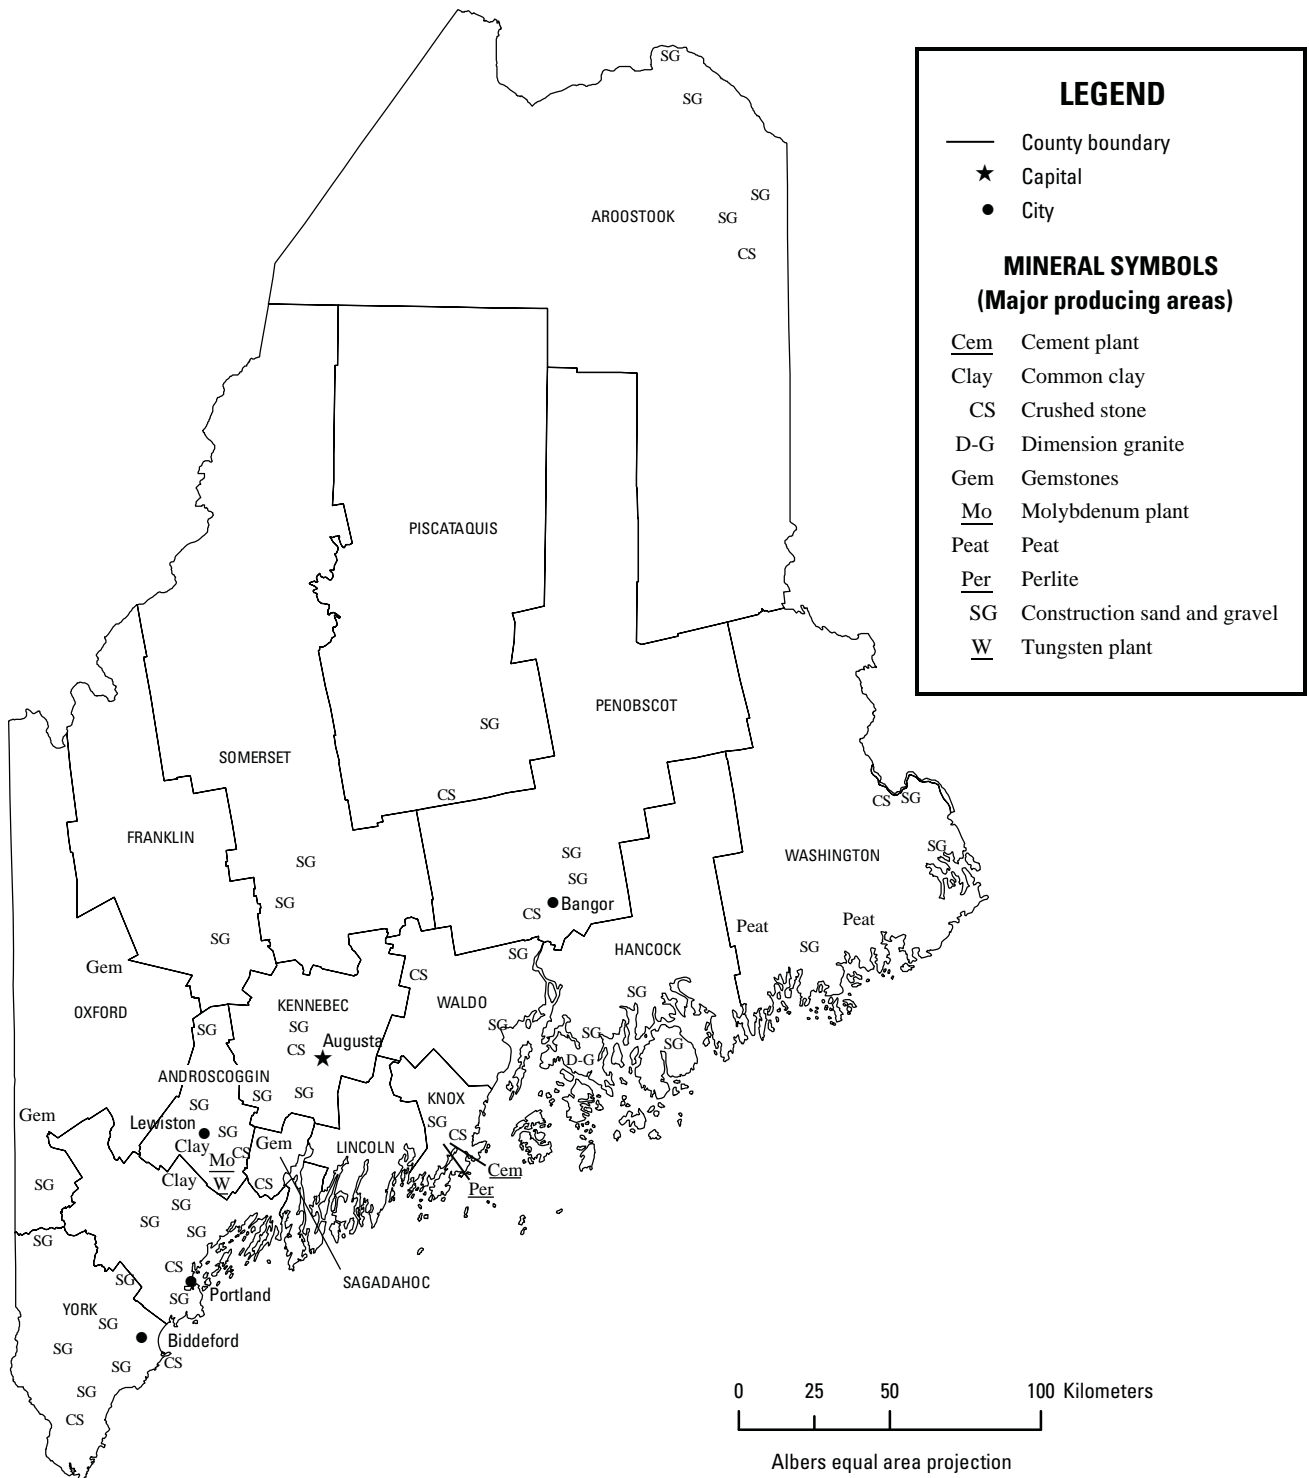 SG
SG
SG
SG
AROOSTOOK
CS
PISCATAQUIS
SG
PENOBSCOT
SOMERSET
CS
CS
SG
FRANKLIN
SG
SG
SG
WASHINGTON
SG
SG
SG
CS
Bangor
Peat
Peat
SG
SG
HANCOCK
SG
Gem
CS
OXFORD
KENNEBEC
WALDO
SG
SG
SG
SG
SG
CS
Augusta
SG
D-G
ANDROSCOGGIN
SG
SG
KNOX
SG
Gem
Lewiston
SG
SG
CS
Clay
CS
Gem
LINCOLN
Mo
W
Cem
Per
Clay
CS
SG
SG
SG
SG
SG
CS
SG
SAGADAHOC
SG
Portland
YORK
SG
Biddeford
SG
SG
CS
SG
CS
LEGEND
County boundary
Capital
City
MINERAL SYMBOLS
(Major producing areas)
Cem Cement plant
Clay Common clay
CS Crushed stone
D-G Dimension granite
Gem Gemstones
Mo Molybdenum plant
Peat Peat
Per Perlite
SG Construction sand and gravel
W Tungsten plant
0 25 50 100 Kilometers
Albers equal area projection